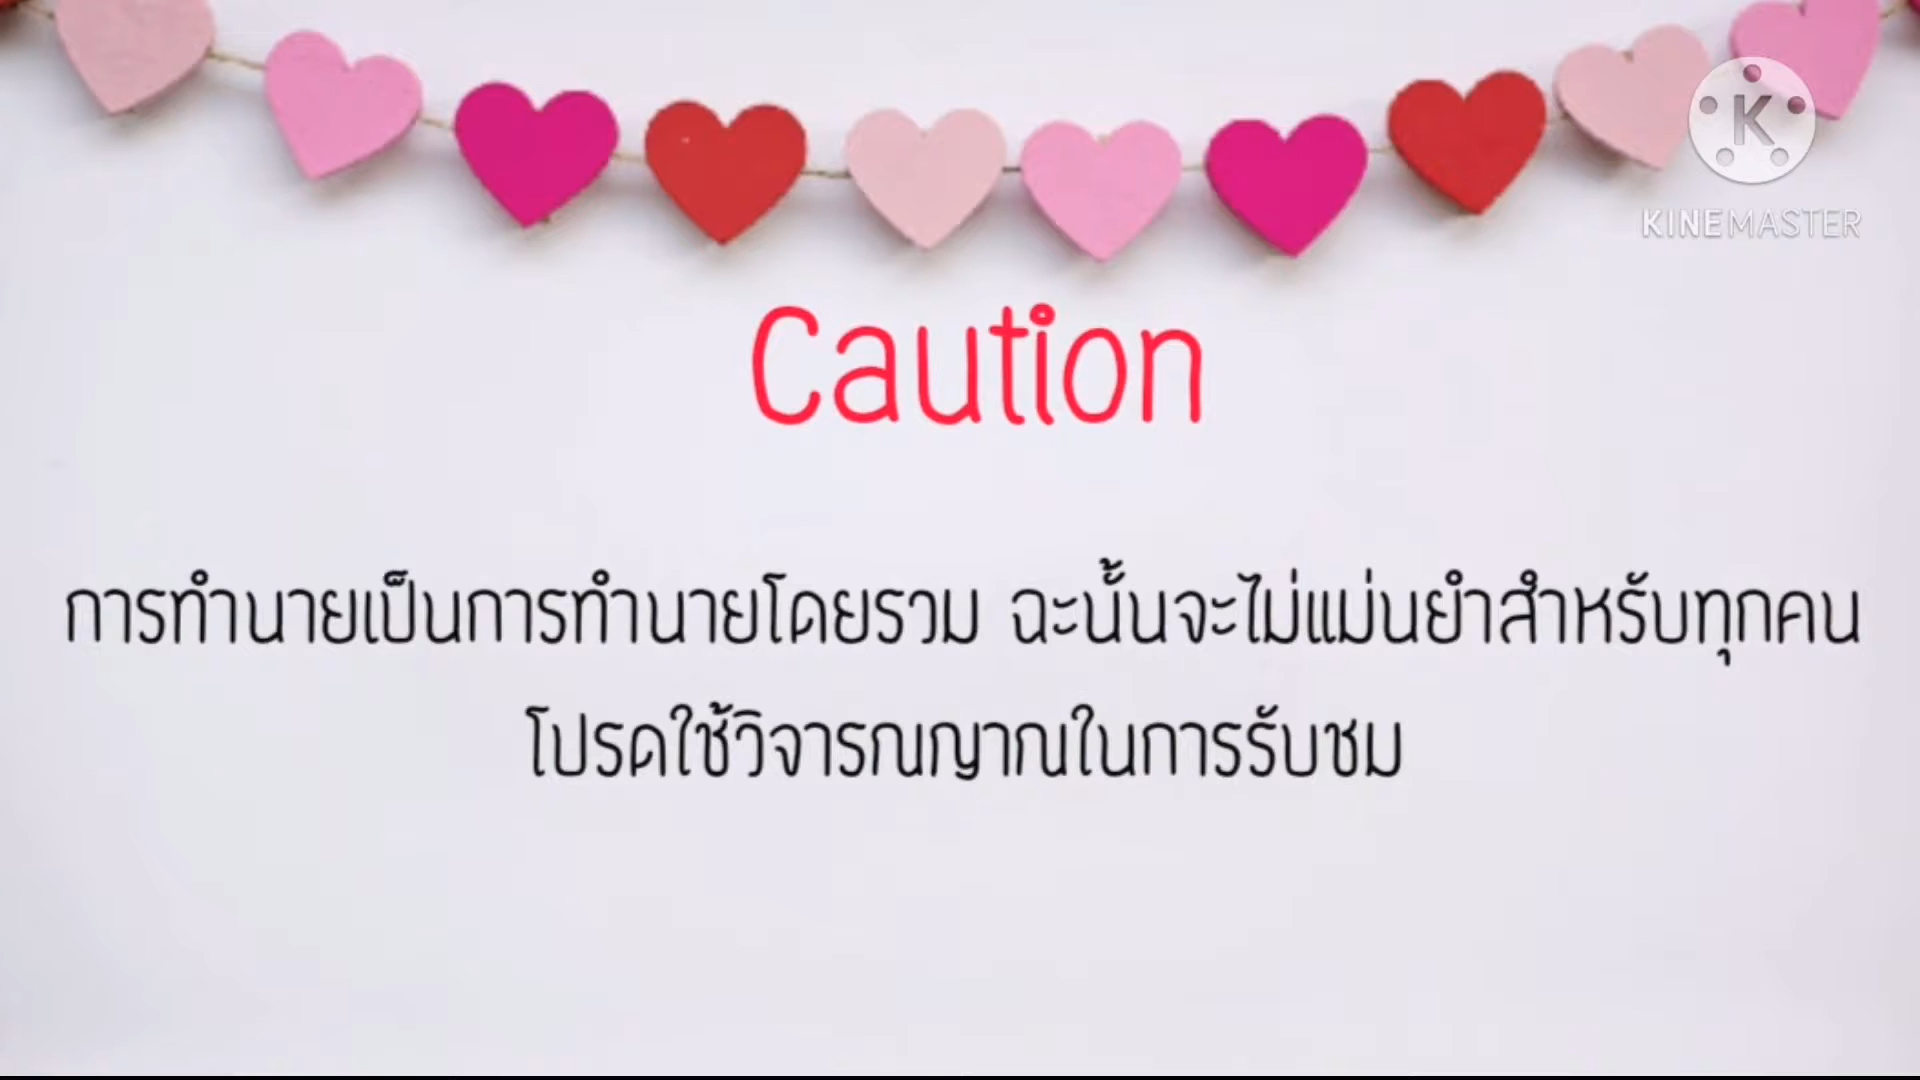 K
KINEMASTER
Caution
การทำนายเป็นการทำนายโดยรวม ฉะนั้นจะไม่แม่นยำสำหรับทุกคน
โปรดใช้วิจารณญาณในการรับชม